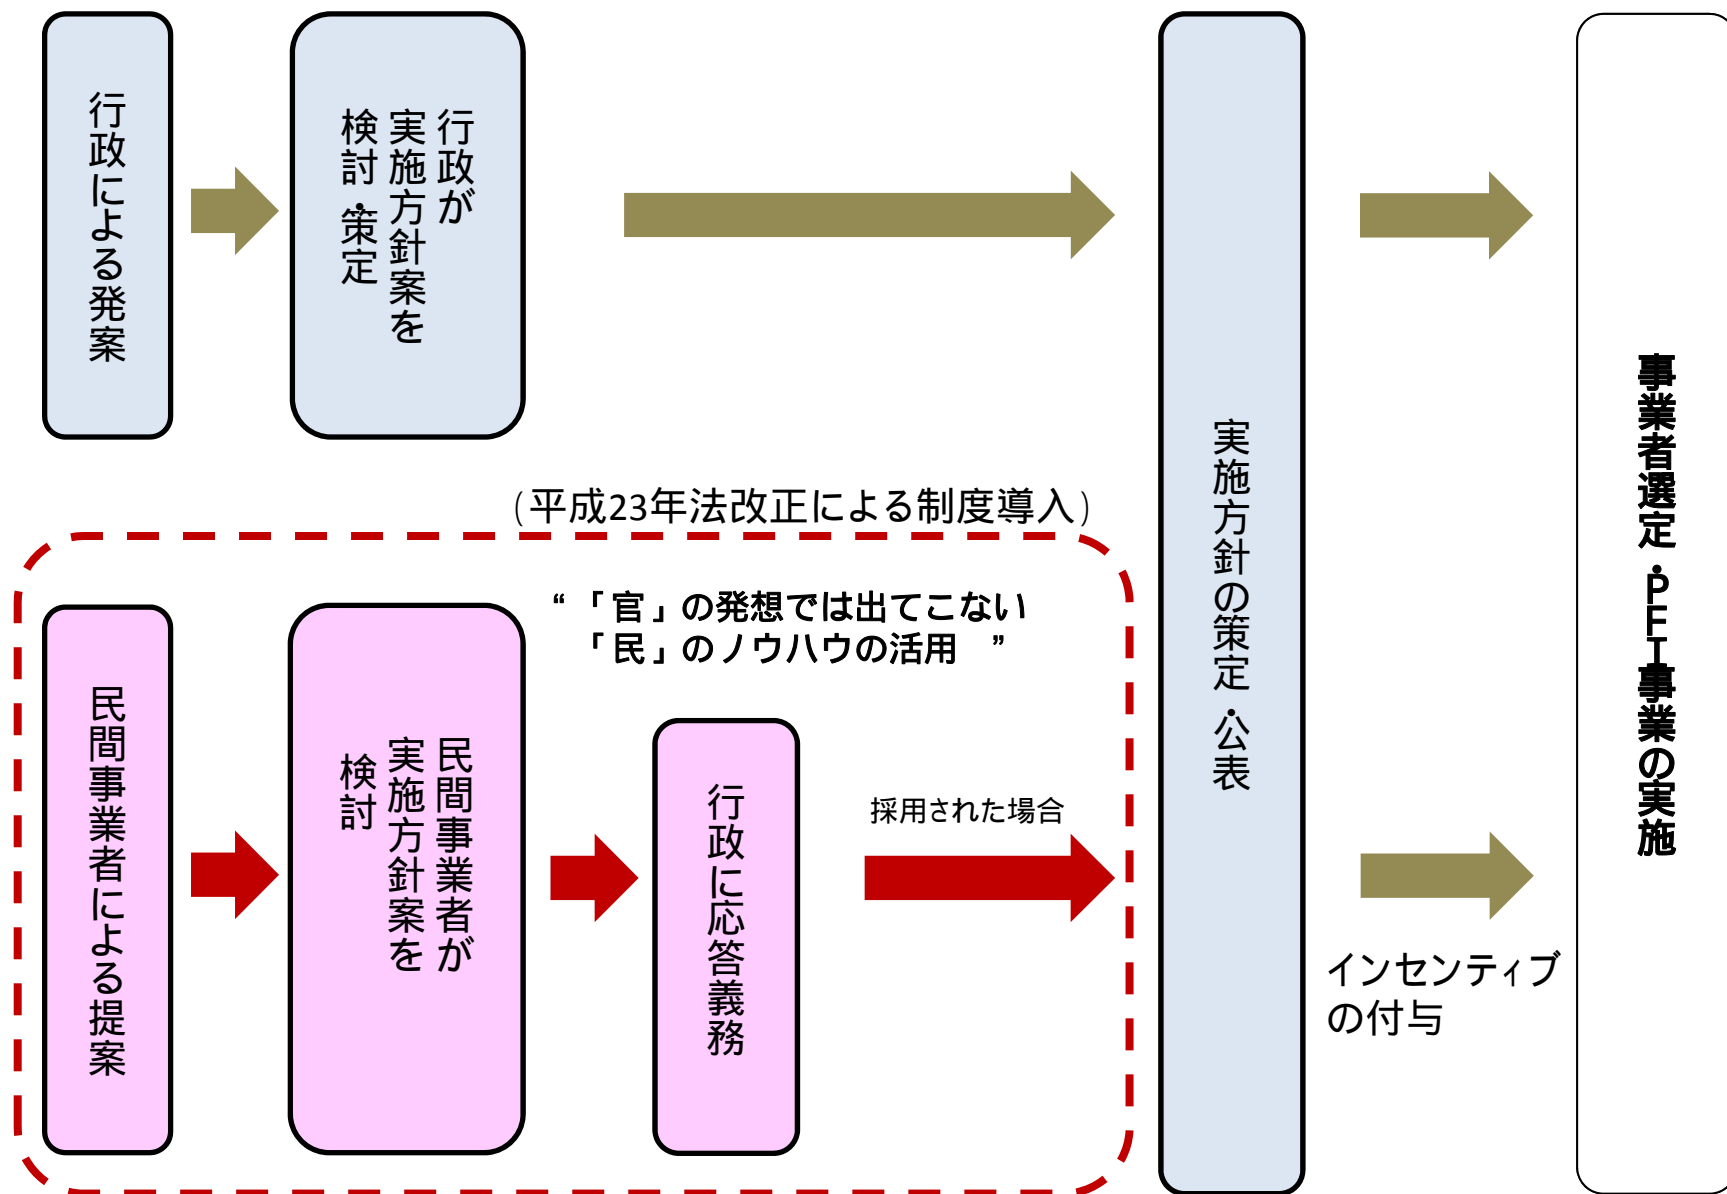 行政による発案
行政が
実施方針案を
検討・策定
(平成23年法改正による制度導入)
民間事業者による提案
民間事業者が
実施方針案を
検討
“「官」の発想では出てこない
「民」のノウハウの活用 ”
行政に応答義務
採用された場合
実施方針の策定・公表
インセンティブ
の付与
事業者選定・PFI事業の実施